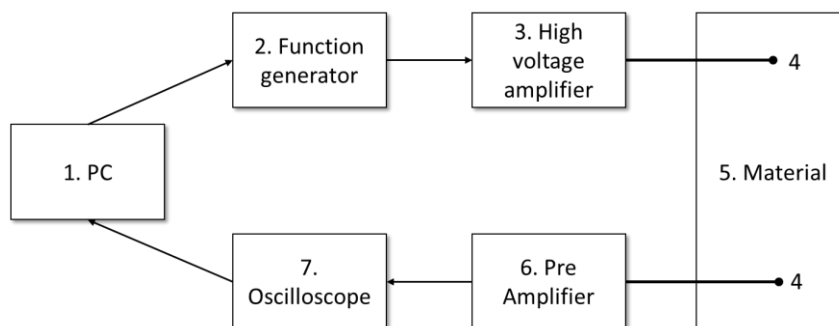 2. Function
generator
3. High
voltage
amplifier
4
1. PC
5. Material
7.
Oscilloscope
6. Pre
Amplifier
4